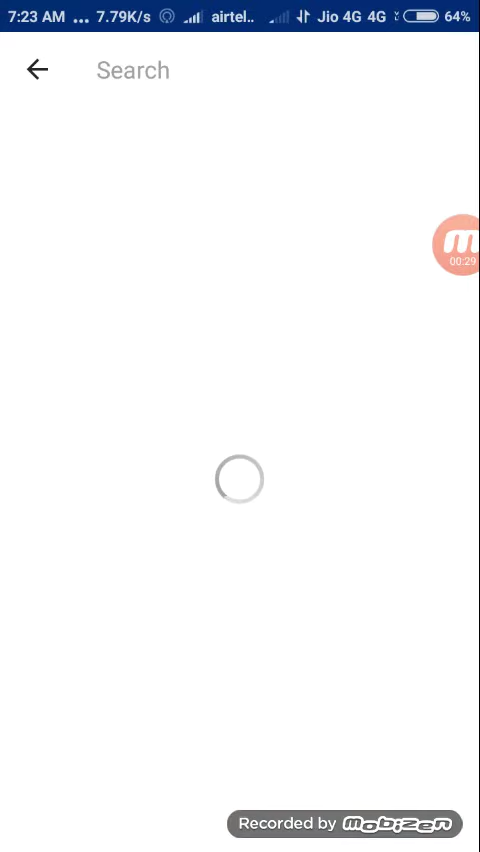 7:23 AM ... 7.79K/s airtel.. Jio 4G 4G 64%
Search
00:29
Recorded by mobizen